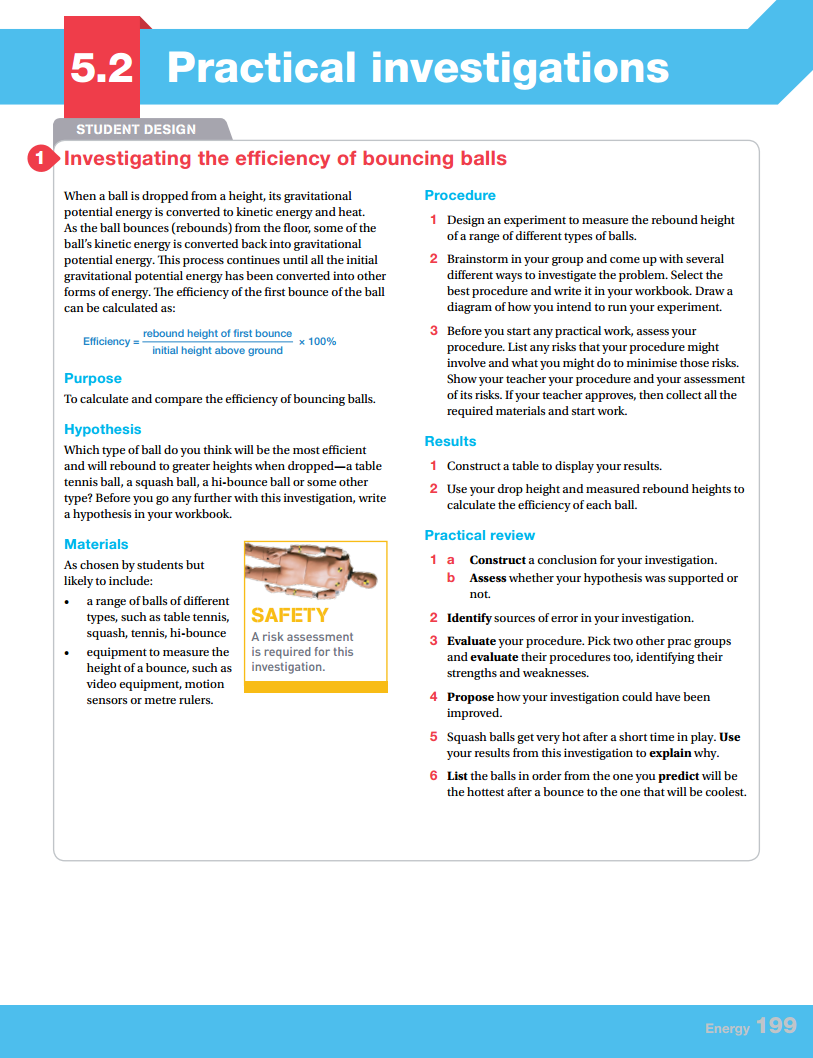 5.2 Practical investigations
STUDENT DESIGN
1 Investigating the efficiency of bouncing balls
When a ball is dropped from a height, its gravitational
potential energy is converted to kinetic energy and heat.
As the ball bounces (rebounds) from the floor, some of the
ball’s kinetic energy is converted back into gravitational
potential energy. This process continues until all the initial
gravitational potential energy has been converted into other
forms of energy. The efficiency of the first bounce of the ball
can be calculated as:
Efficiency = rebound height of first bounce / initial height above ground × 100%
Purpose
To calculate and compare the efficiency of bouncing balls.
Hypothesis
Which type of ball do you think will be the most efficient
and will rebound to greater heights when dropped—a table
tennis ball, a squash ball, a hi-bounce ball or some other
type? Before you go any further with this investigation, write
a hypothesis in your workbook.
Materials
As chosen by students but
likely to include:
• a range of balls of different
types, such as table tennis,
squash, tennis, hi-bounce
• equipment to measure the
height of a bounce, such as
video equipment, motion
sensors or metre rulers.
SAFETY
A risk assessment
is required for this
investigation.
Procedure
1 Design an experiment to measure the rebound height
of a range of different types of balls.
2 Brainstorm in your group and come up with several
different ways to investigate the problem. Select the
best procedure and write it in your workbook. Draw a
diagram of how you intend to run your experiment.
3 Before you start any practical work, assess your
procedure. List any risks that your procedure might
involve and what you might do to minimise those risks.
Show your teacher your procedure and your assessment
of its risks. If your teacher approves, then collect all the
required materials and start work.
Results
1 Construct a table to display your results.
2 Use your drop height and measured rebound heights to
calculate the efficiency of each ball.
Practical review
1 a Construct a conclusion for your investigation.
b Assess whether your hypothesis was supported or
not.
2 Identify sources of error in your investigation.
3 Evaluate your procedure. Pick two other prac groups
and evaluate their procedures too, identifying their
strengths and weaknesses.
4 Propose how your investigation could have been
improved.
5 Squash balls get very hot after a short time in play. Use
your results from this investigation to explain why.
6 List the balls in order from the one you predict will be
the hottest after a bounce to the one that will be coolest.
Energy 199